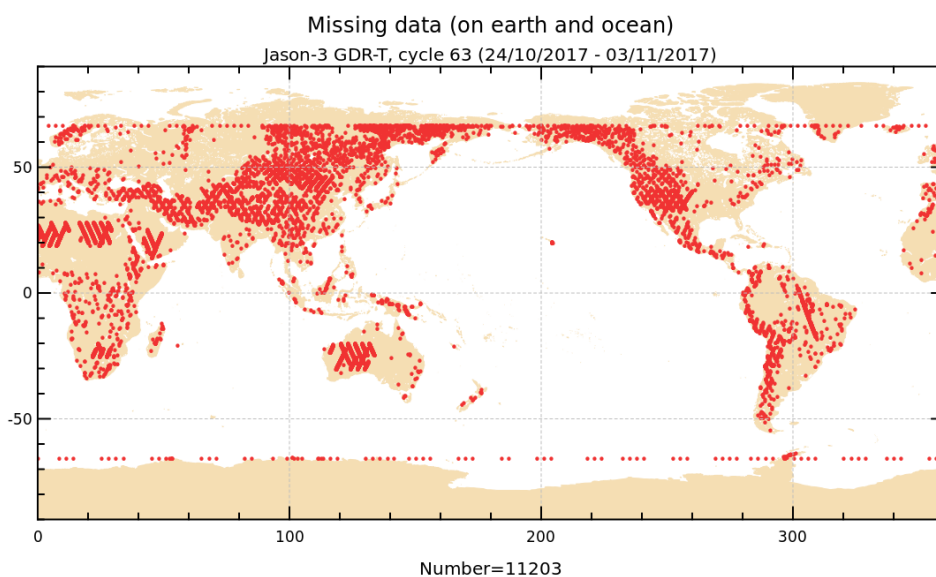 Missing data (on earth and ocean)
Jason-3 GDR-T, cycle 63 (24/10/2017 - 03/11/2017)
50
0
-50
0 100 200 300
Number=11203